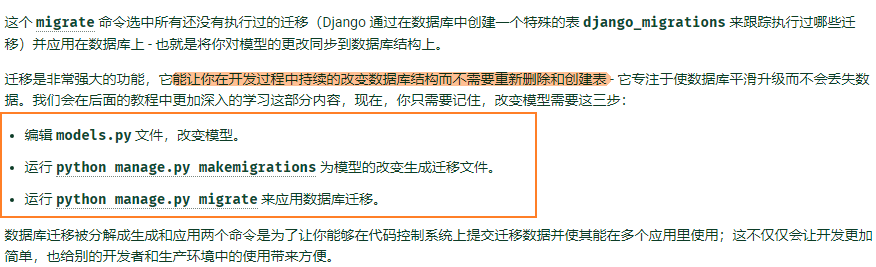 这个 migrate 命令选中所有还没有执行过的迁移（Django 通过在数据库中创建一个特殊的表 django_migrations 来跟踪执行过哪些迁
移）并应用在数据库上 - 也就是将你对模型的更改同步到数据库结构上。
迁移是非常强大的功能，它能让你在开发过程中持续的改变数据库结构而不需要重新删除和创建表 - 它专注于使数据库平滑升级而不会丢失数
据。我们会在后面的教程中更加深入的学习这部分内容，现在，你只需要记住，改变模型需要这三步：
• 编辑 models.py 文件，改变模型。
• 运行 python manage.py makemigrations 为模型的改变生成迁移文件。
• 运行 python manage.py migrate 来应用数据库迁移。
数据库迁移被分解成生成和应用两个命令是为了让你能够在代码控制系统上提交迁移数据并使其能在多个应用里使用；这不仅仅会让开发更加
简单，也给别的开发者和生产环境中的使用带来方便。